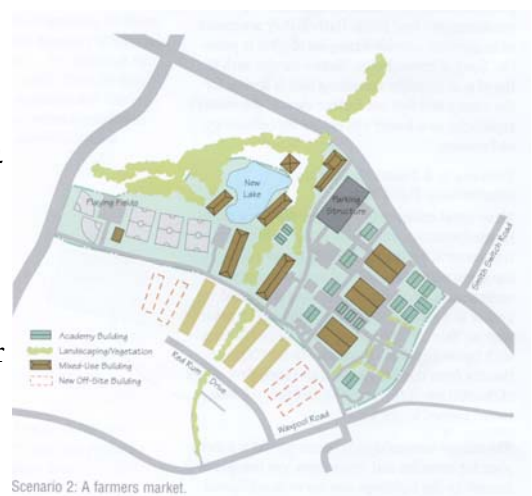 New
Lake
Playing Fields
Parking
Structure
Smith Switch Road
Academy Building
Landscaping/Vegetation
Mixed-Use Building
New Off-Site Building
Red Rum Drive
Waxpool Road
Scenario 2: A farmers market.